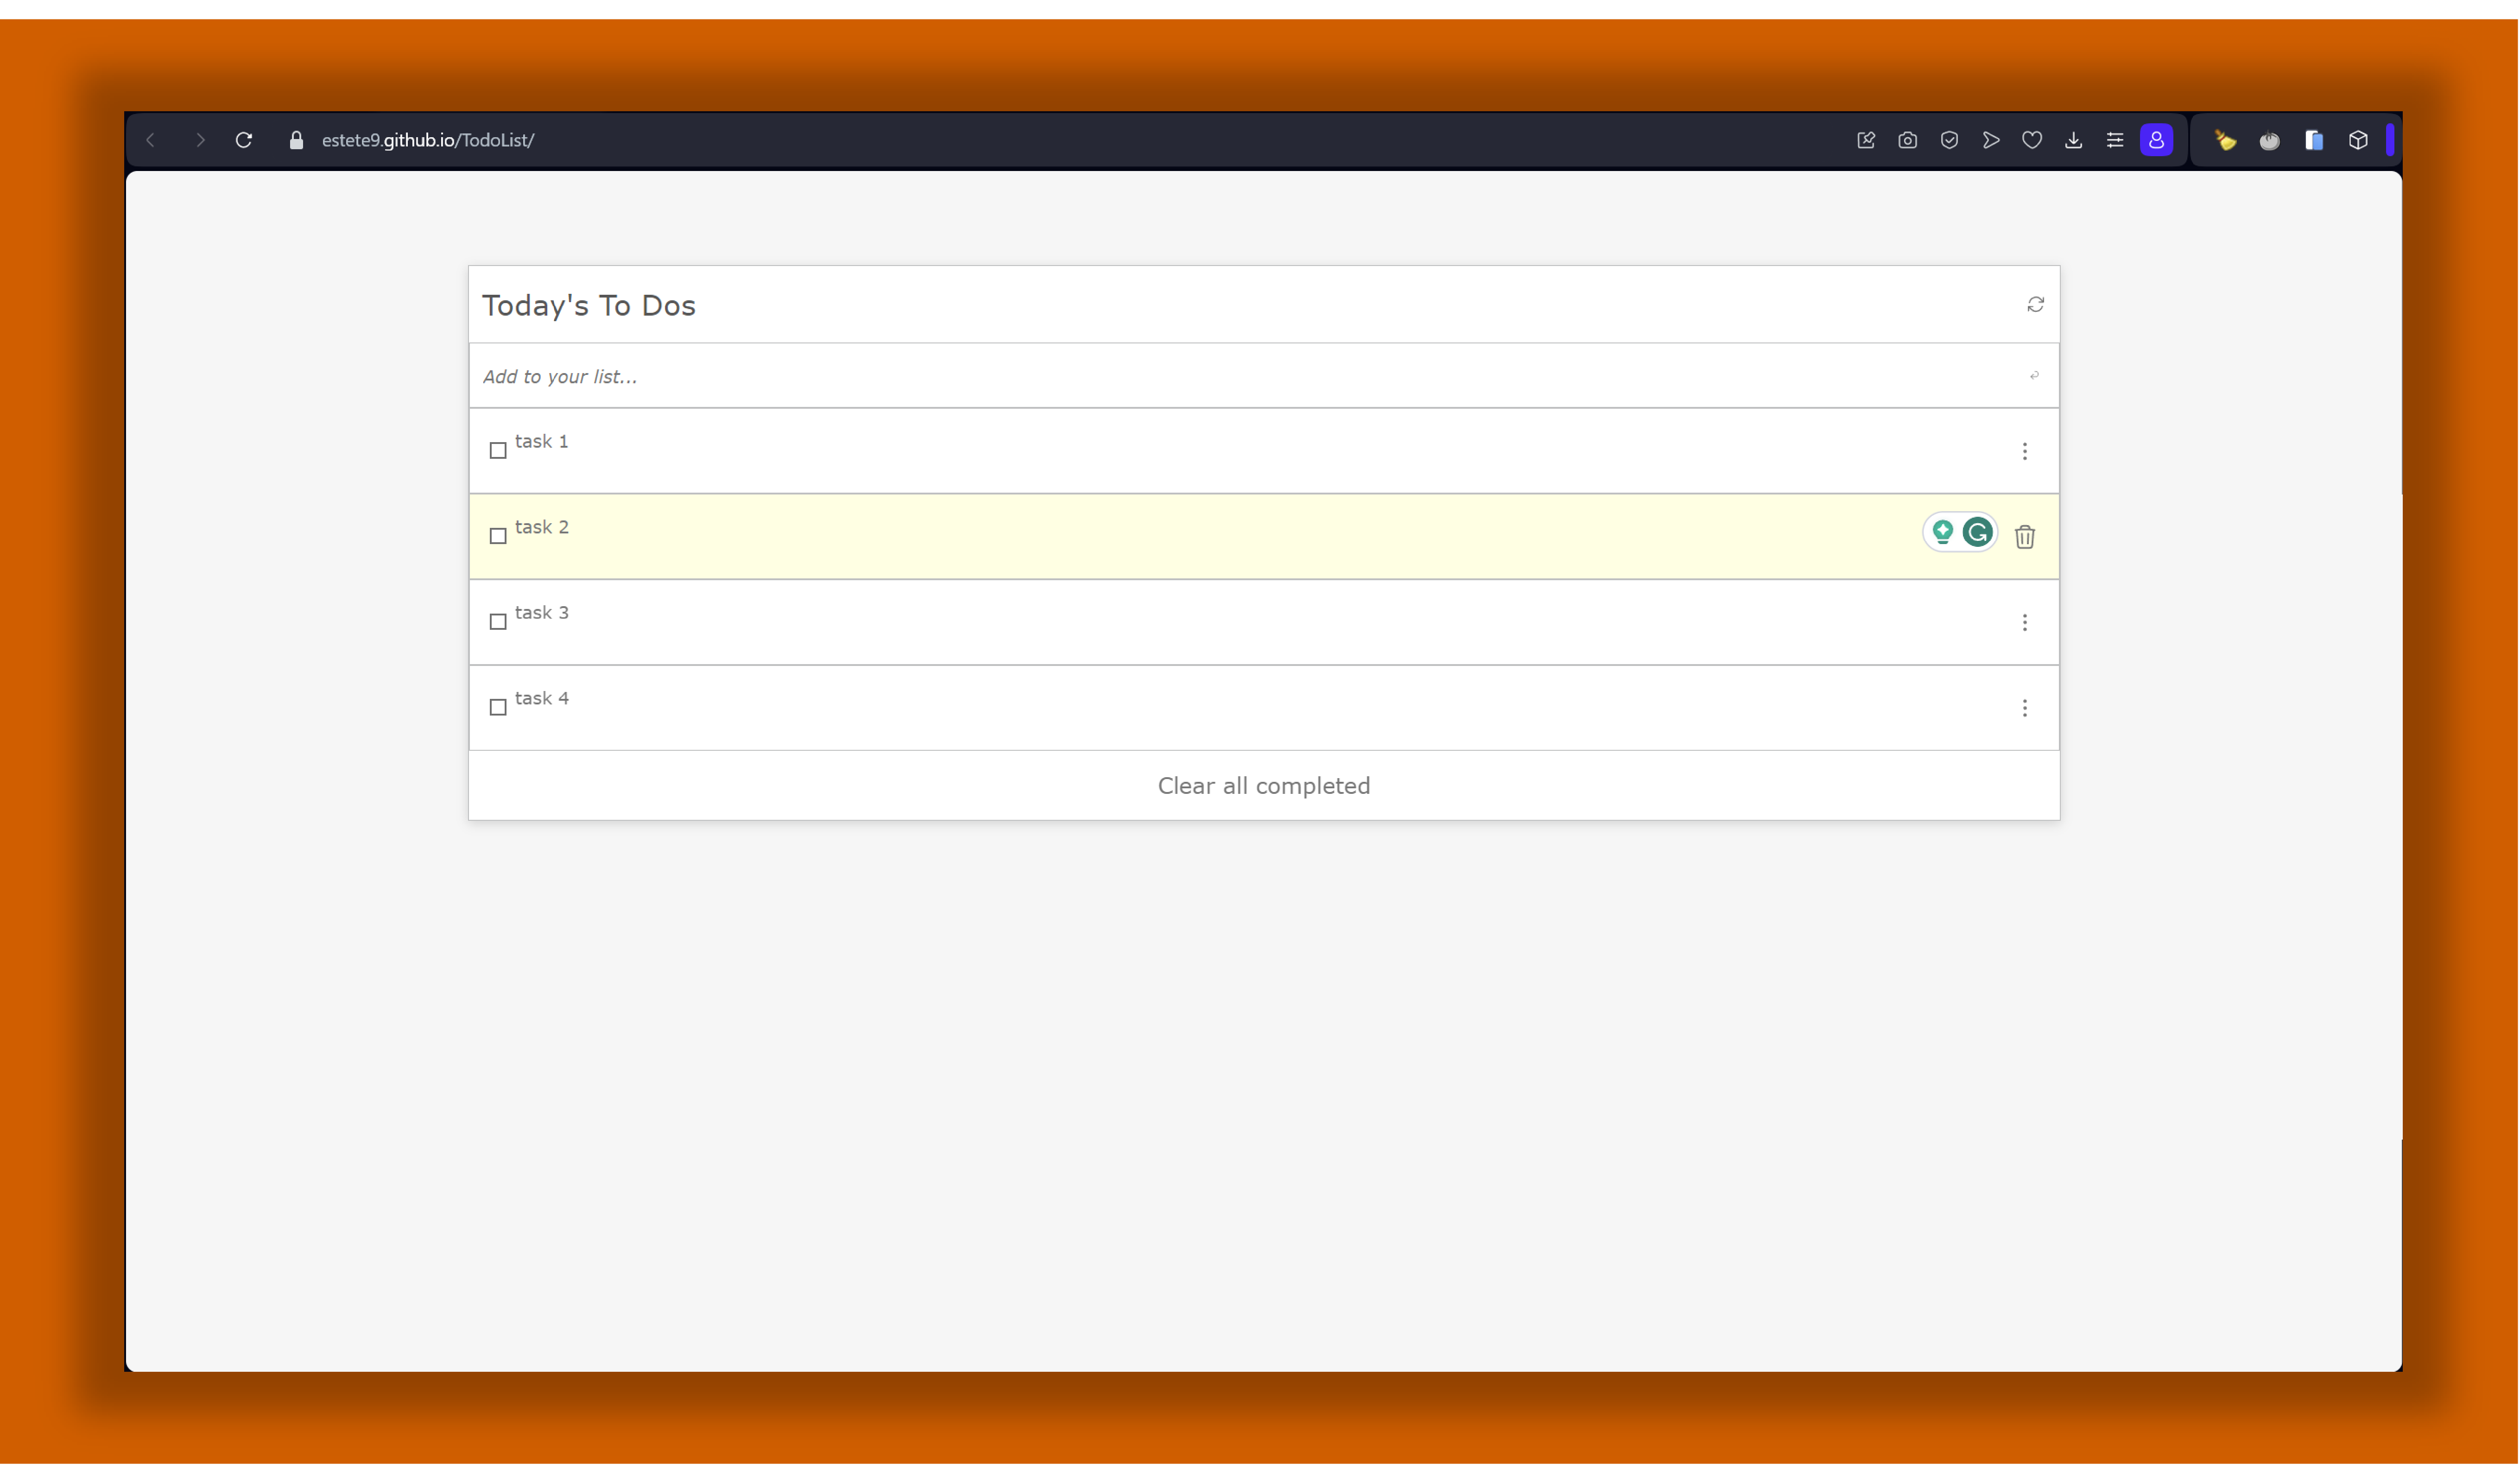 estete9.github.io/TodoList/
Today's To Dos
Add to your list...
task 1
task 2
task 3
task 4
Clear all completed